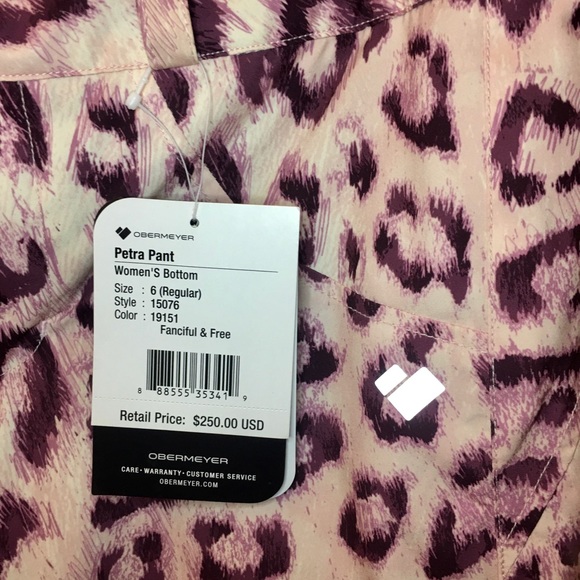 OBERMEYER
Petra Pant
Women'S Bottom
Size : 6 (Regular)
Style : 15076
Color : 19151
Fanciful & Free
8 88555 35341 9
Retail Price: $250.00 USD
OBERMEYER
CARE • WARRANTY • CUSTOMER SERVICE
OBERMEYER.COM